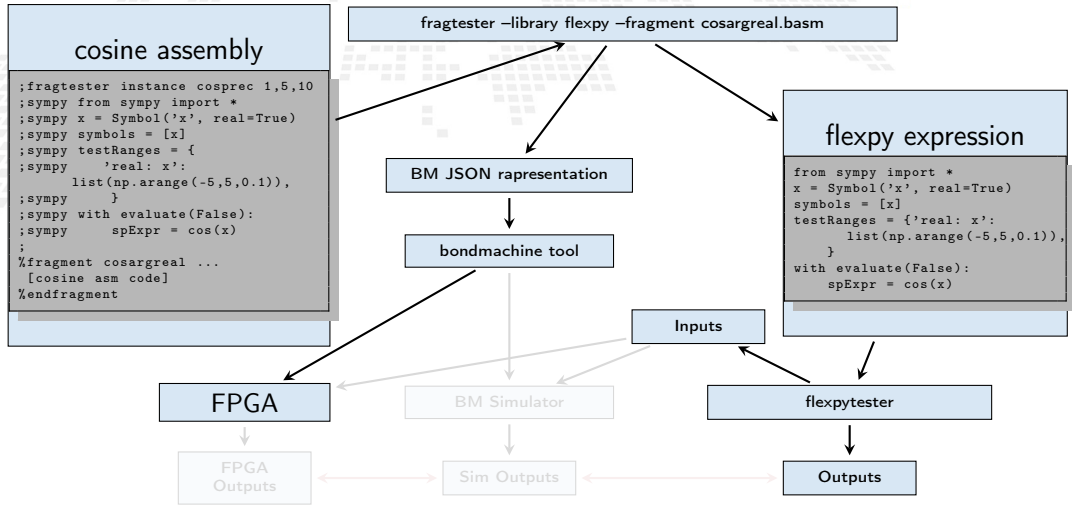 fragtester –library flexpy –fragment cosargreal.basm
cosine assembly
;fragtester instance cosprec 1,5,10
;sympy from sympy import *
;sympy x = Symbol('x', real=True)
;sympy symbols = [x]
;sympy testRanges = {
;sympy    'real: x':
list(np.arange(-5,5,0.1)),
;sympy     }
;sympy with evaluate(False):
;sympy     spExpr = cos(x)
;
%fragment cosargreal ...
[cosine asm code]
%endfragment
flexpy expression
from sympy import *
x = Symbol('x', real=True)
symbols = [x]
testRanges = {'real: x':
list(np.arange(-5,5,0.1)),
}
with evaluate(False):
spExpr = cos(x)
BM JSON rapresentation
bondmachine tool
Inputs
FPGA
BM Simulator
flexpytester
FPGA
Outputs
Sim Outputs
Outputs